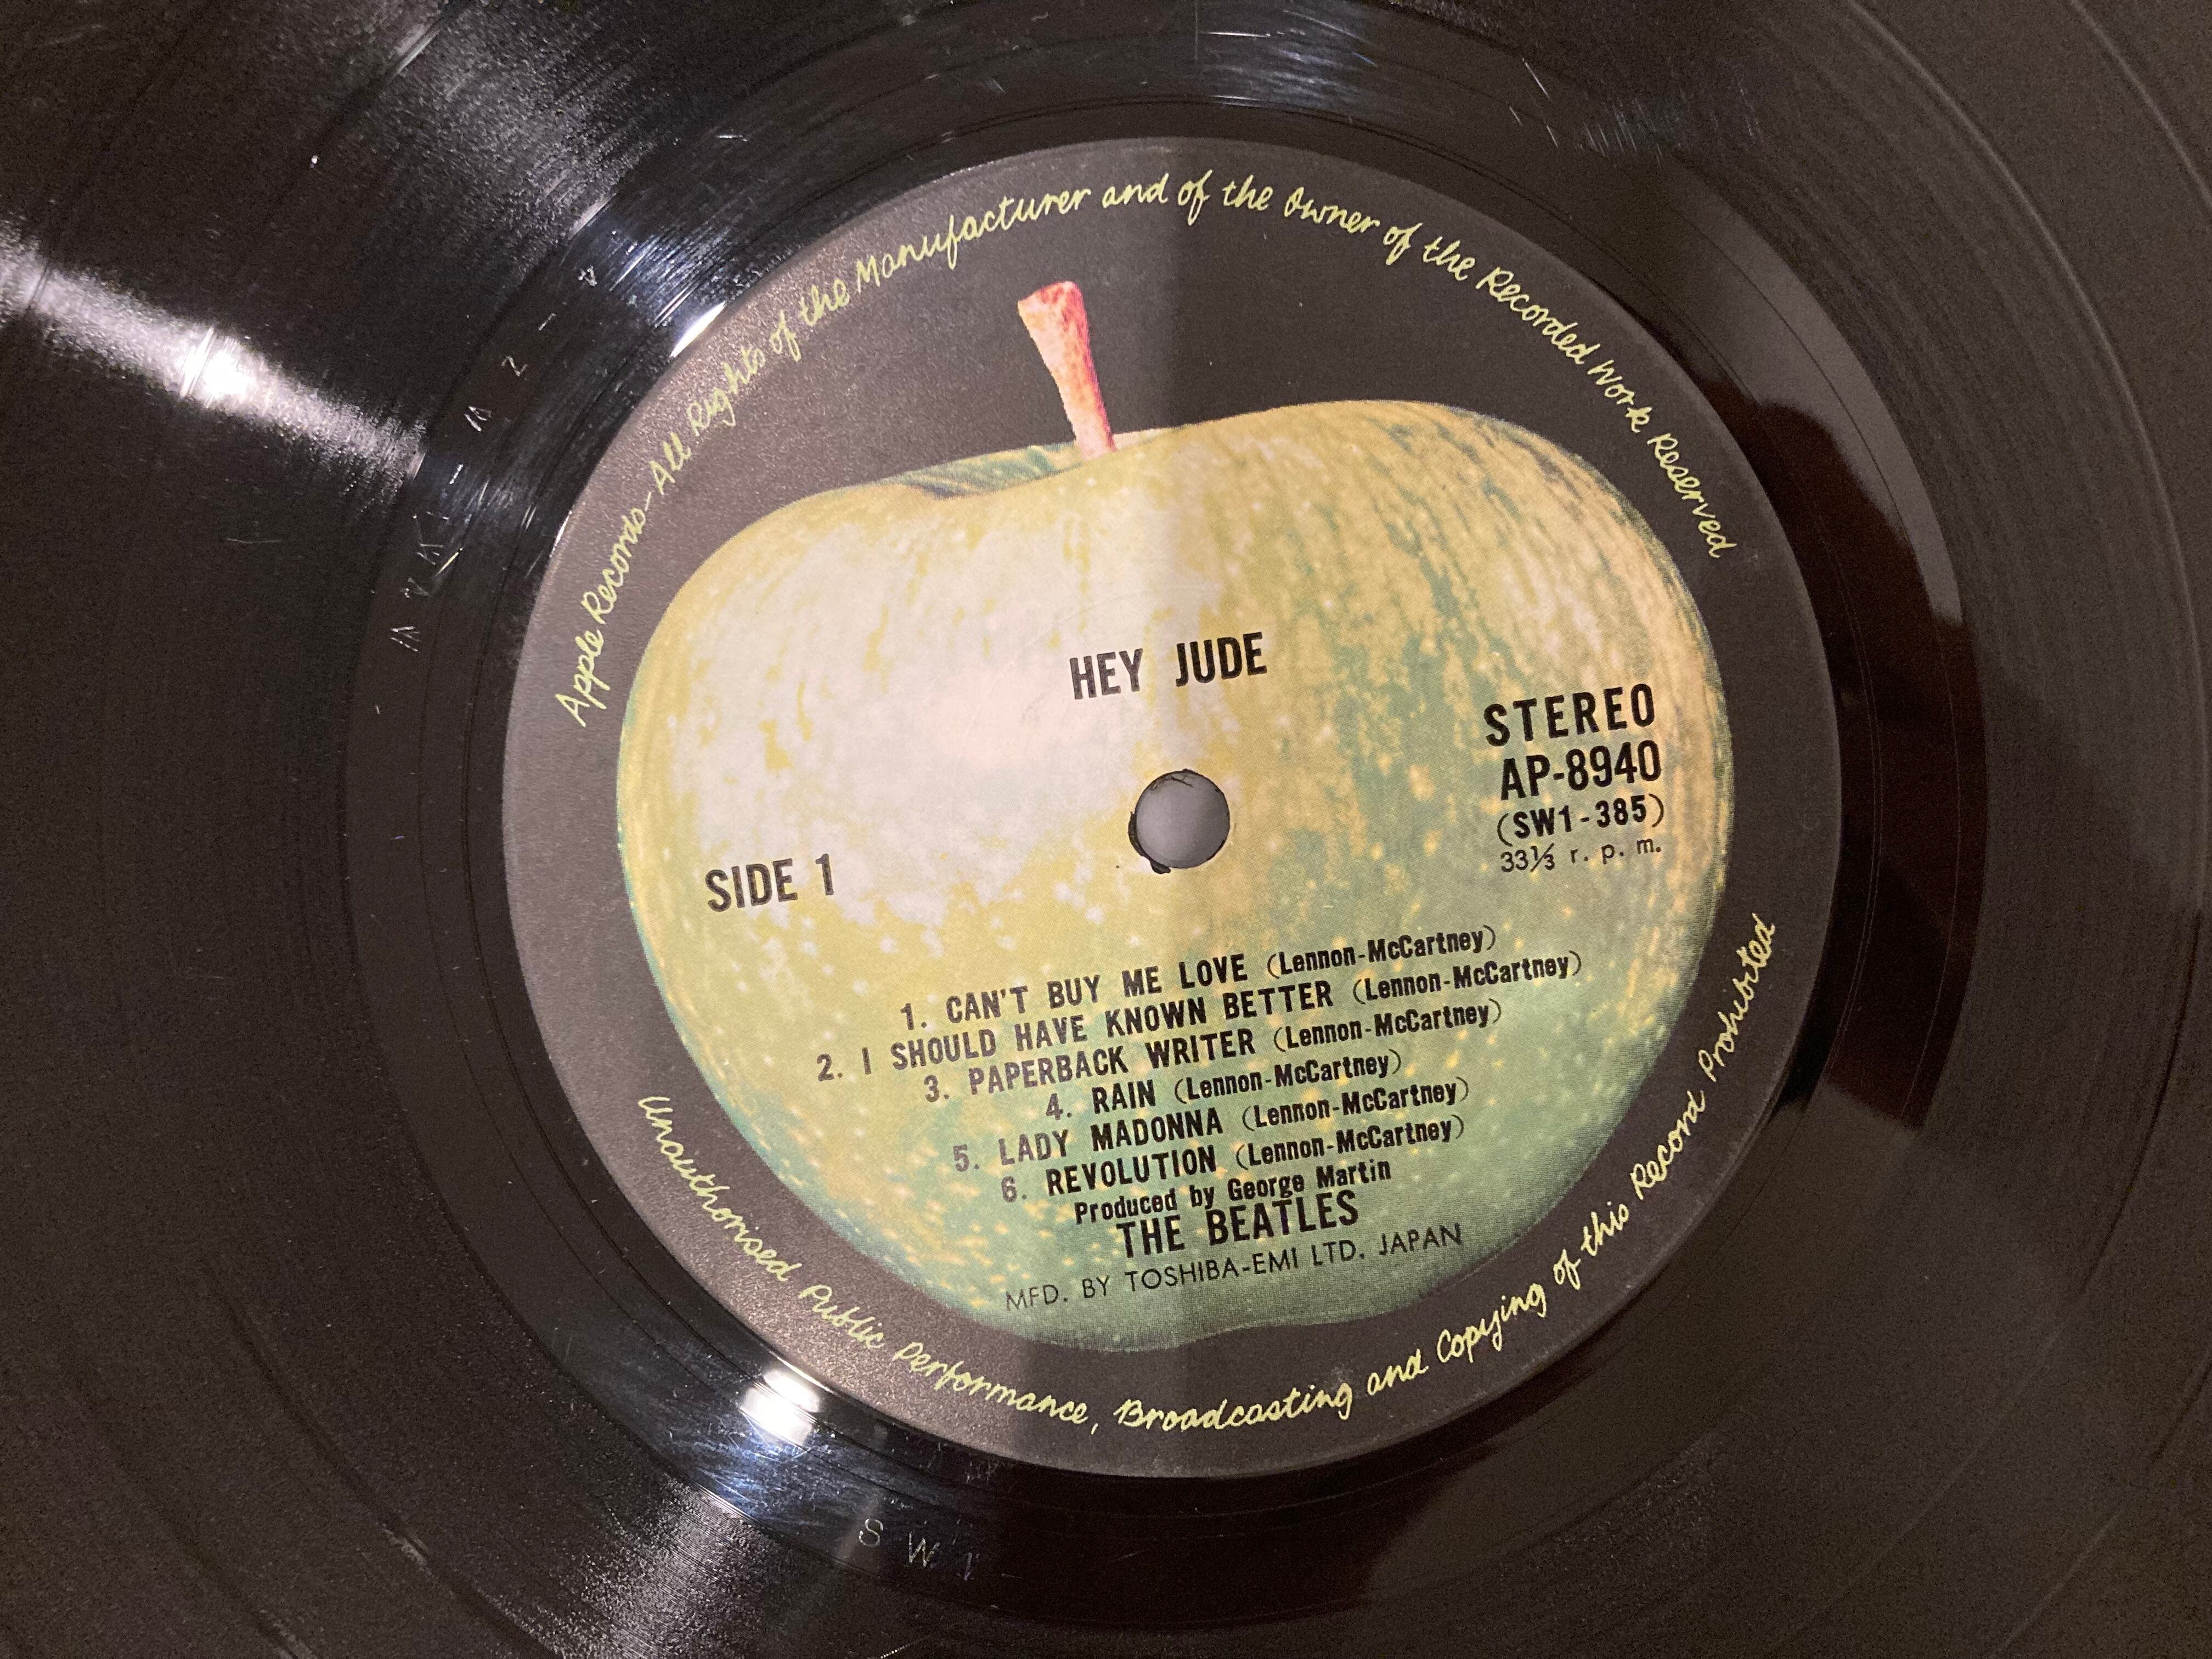 Apple Records-All Rights of the Manufacturer and of the Owner of the Recorded Work Reserved
HEY JUDE
STEREO
AP-8940
(SW1-385)
33⅓ r. p. m.
SIDE 1
1. CAN'T BUY ME LOVE (Lennon-McCartney)
2. I SHOULD HAVE KNOWN BETTER (Lennon-McCartney)
3. PAPERBACK WRITER (Lennon-McCartney)
4. RAIN (Lennon-McCartney)
5. LADY MADONNA (Lennon-McCartney)
6. REVOLUTION (Lennon-McCartney)
Produced by George Martin
THE BEATLES
MFD. BY TOSHIBA-EMI LTD. JAPAN
Unauthorised Public Performance, Broadcasting and Copying of this Record Prohibited
S W 1